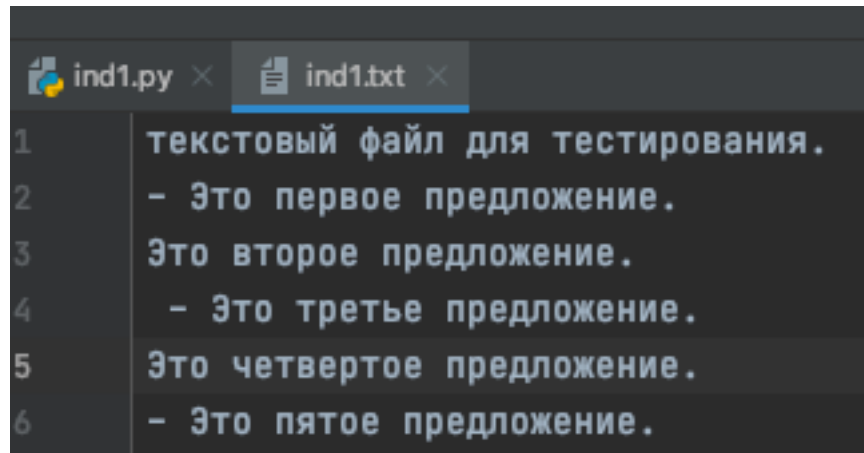 ind1.py × ind1.txt ×
1 текстовый файл для тестирования.
2 - Это первое предложение.
3 Это второе предложение.
4  - Это третье предложение.
5 Это четвертое предложение.
6 - Это пятое предложение.